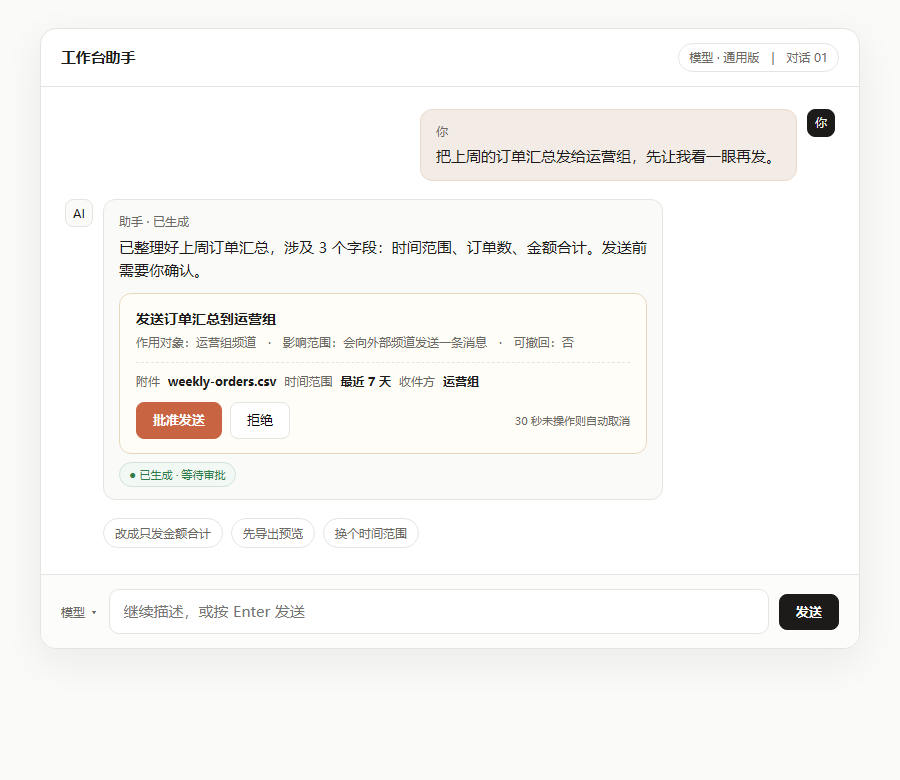 工作台助手
模型 · 通用版 | 对话 01
你
把上周的订单汇总发给运营组，先让我看一眼再发。
你
AI
助手 · 已生成
已整理好上周订单汇总，涉及 3 个字段：时间范围、订单数、金额合计。发送前
需要你确认。
发送订单汇总到运营组
作用对象：运营组频道 · 影响范围：会向外部频道发送一条消息 · 可撤回：否
附件 weekly-orders.csv 时间范围 最近 7 天 收件方 运营组
批准发送 拒绝 30 秒未操作则自动取消
● 已生成 · 等待审批
改成只发金额合计 先导出预览 换个时间范围
模型 ▾ 继续描述，或按 Enter 发送 发送